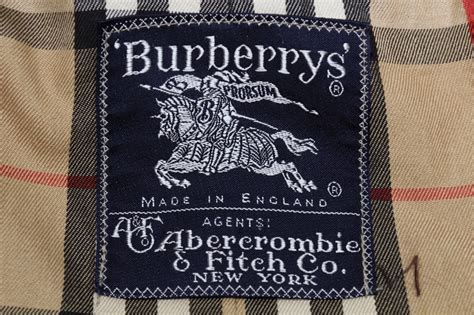 'Burberrys'
®
PRORSUM
B
®
MADE IN ENGLAND
AGENTS:
A&F Abercrombie
& Fitch Co.
NEW YORK
M